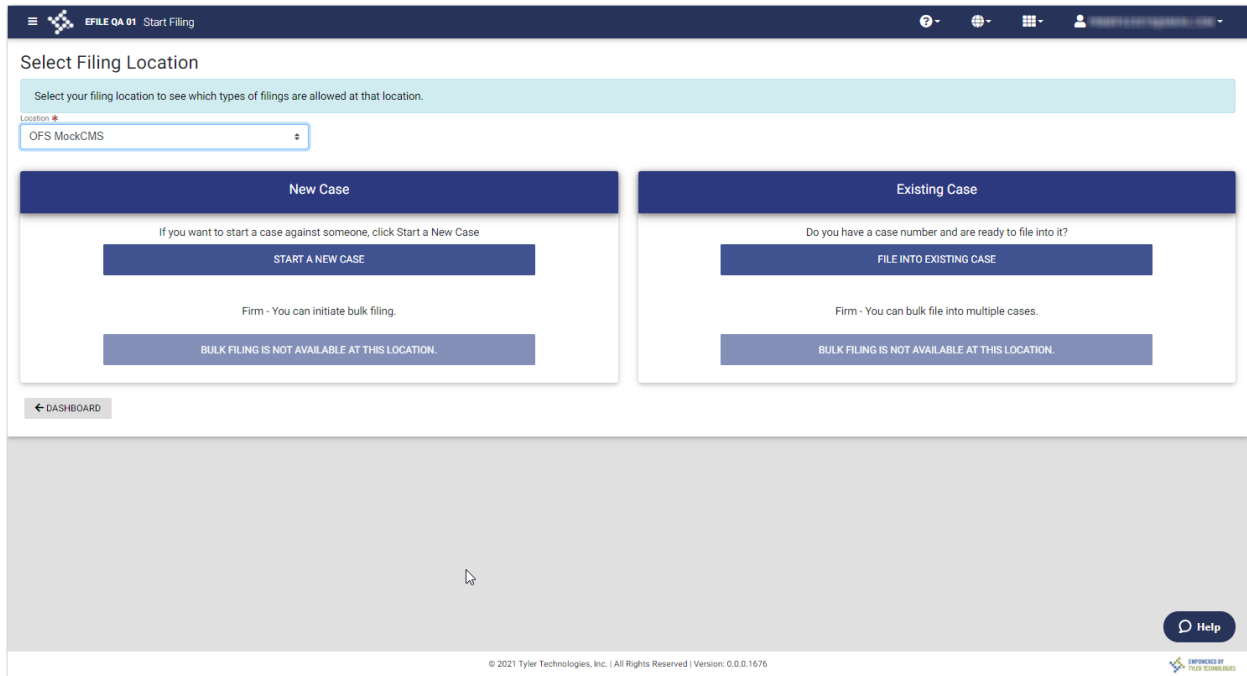 EFILE QA 01 Start Filing
Select Filing Location
Select your filing location to see which types of filings are allowed at that location.
Location *
OFS MockCMS
New Case
If you want to start a case against someone, click Start a New Case
START A NEW CASE
Firm - You can initiate bulk filing.
BULK FILING IS NOT AVAILABLE AT THIS LOCATION.
Existing Case
Do you have a case number and are ready to file into it?
FILE INTO EXISTING CASE
Firm - You can bulk file into multiple cases.
BULK FILING IS NOT AVAILABLE AT THIS LOCATION.
DASHBOARD
Help
© 2021 Tyler Technologies, Inc. | All Rights Reserved | Version: 0.0.0.1676
EMPOWERED BY
TYLER TECHNOLOGIES